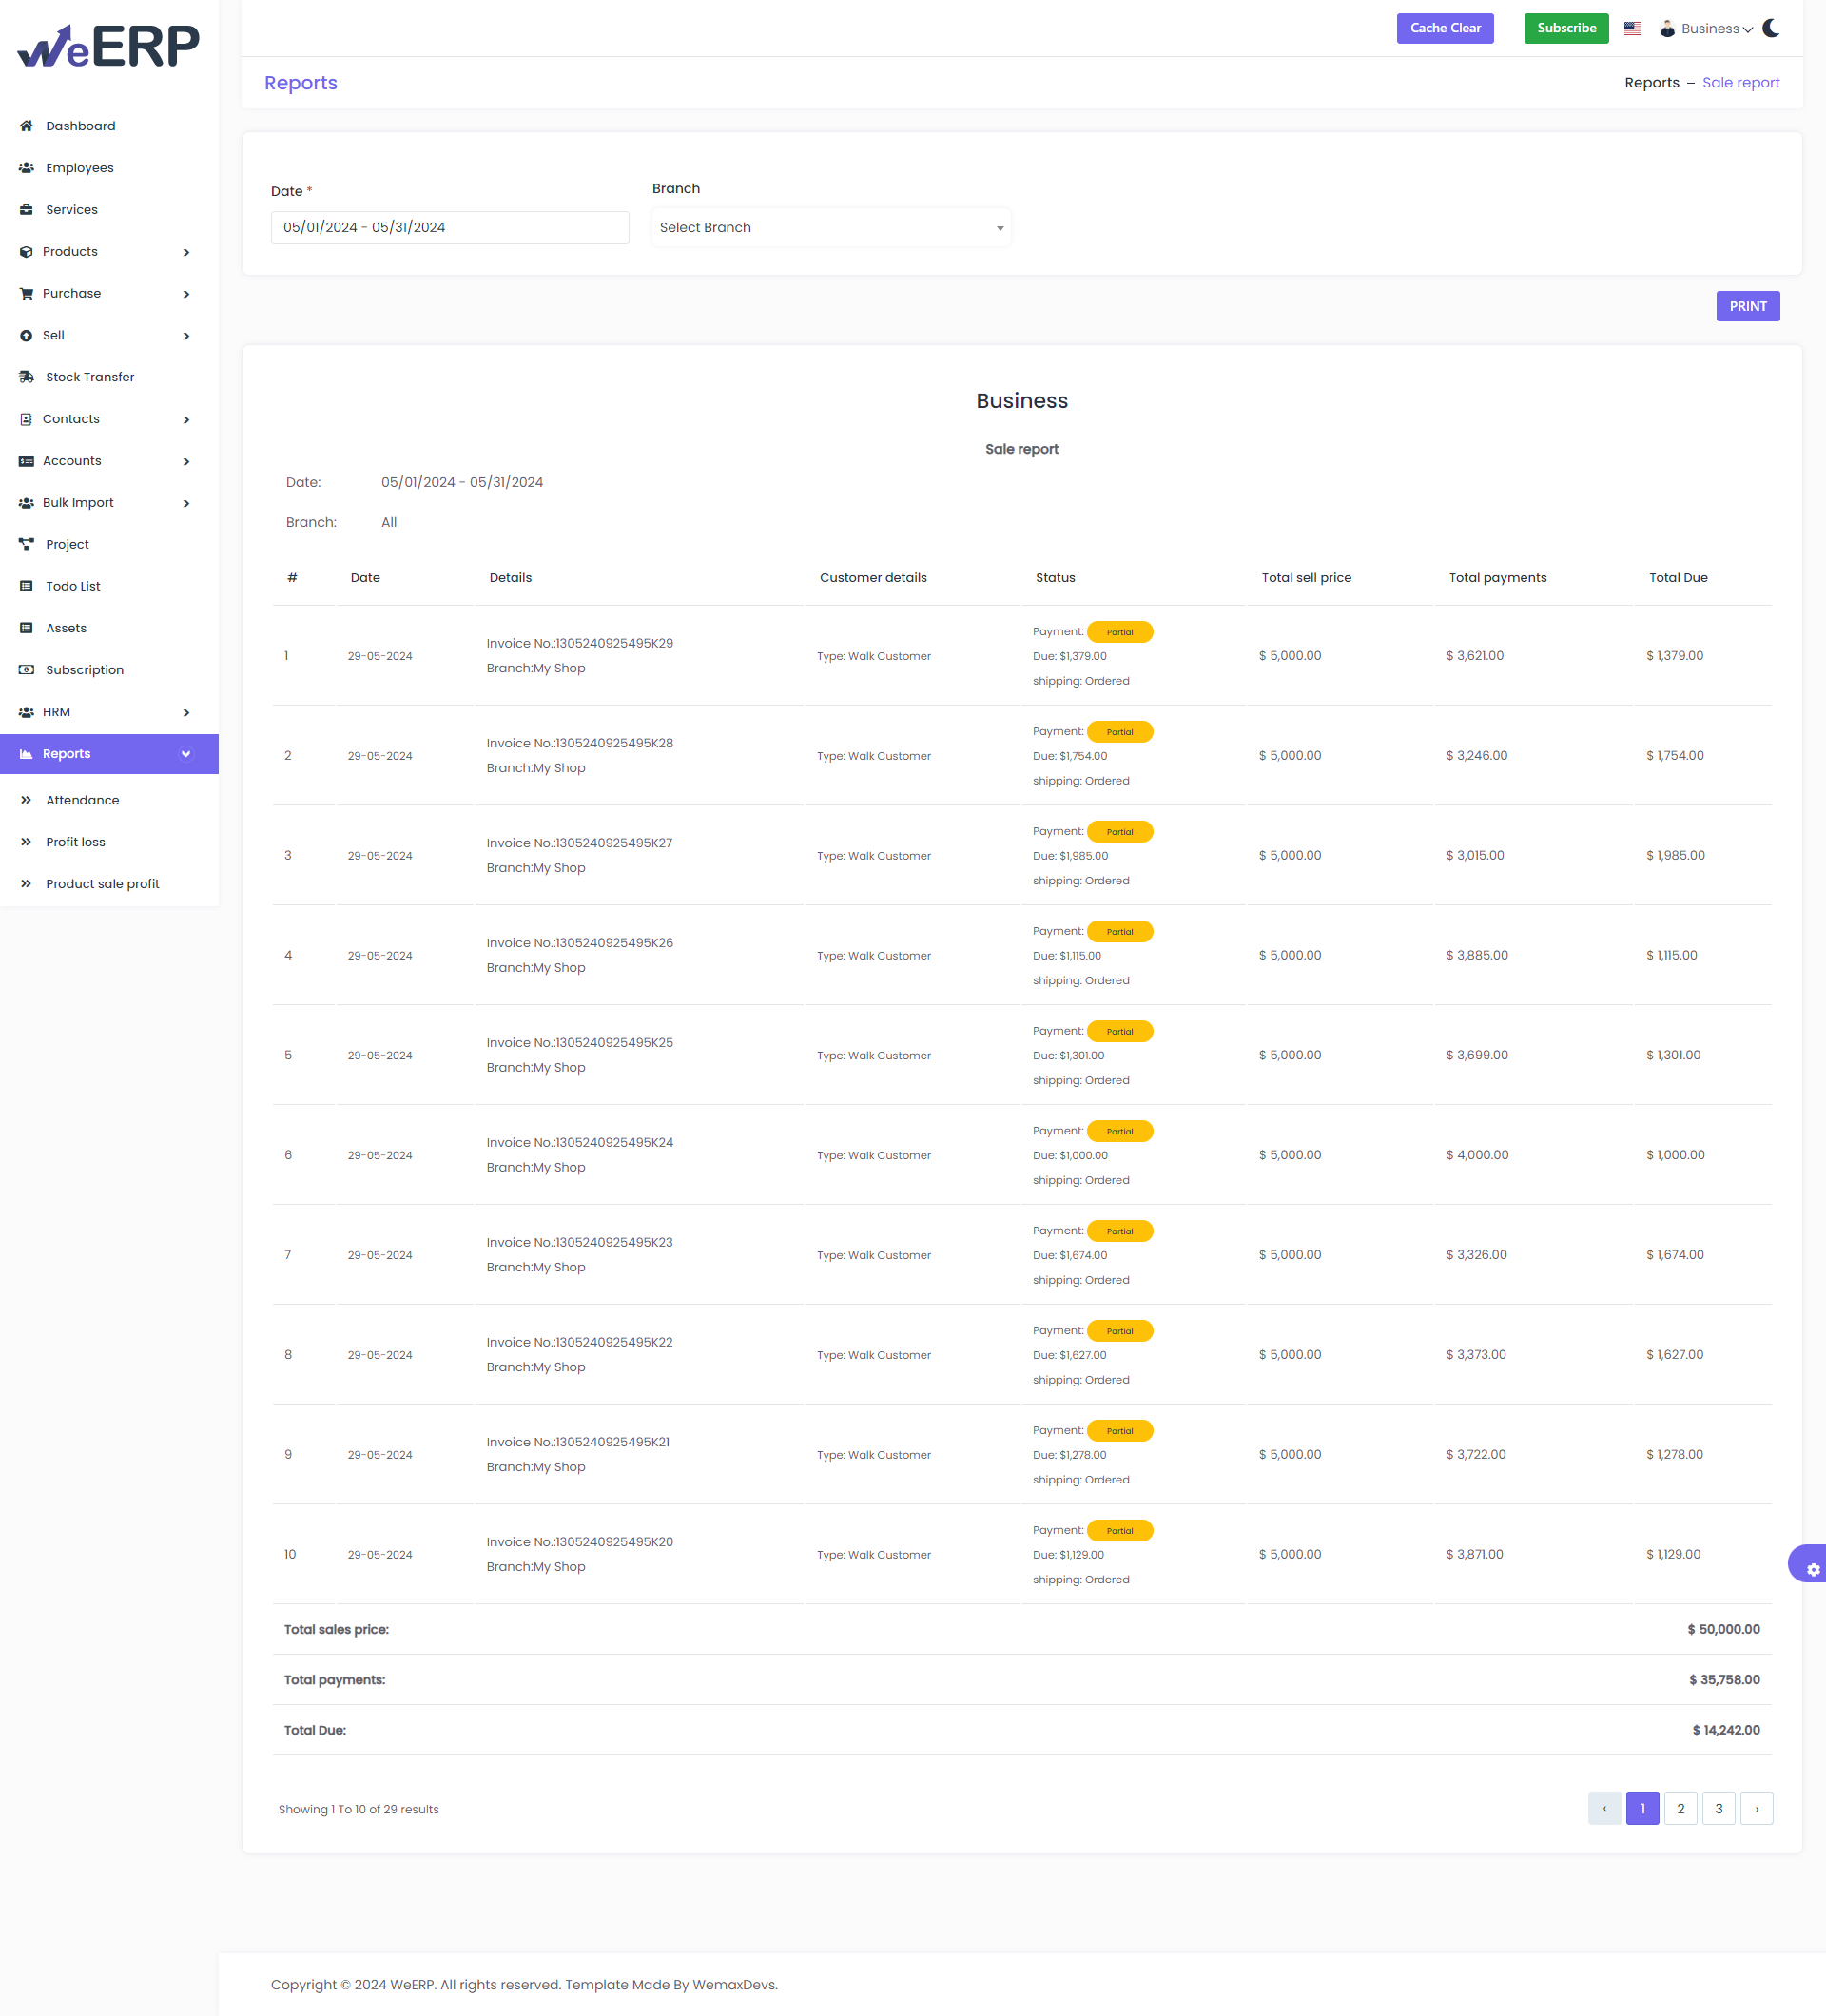 weERP
Cache Clear Subscribe Business
Reports Reports – Sale report
Dashboard
Employees
Services
Products
Purchase
Sell
Stock Transfer
Contacts
Accounts
Bulk Import
Project
Todo List
Assets
Subscription
HRM
Reports
Attendance
Profit loss
Product sale profit
Date * Branch
05/01/2024 - 05/31/2024 Select Branch
PRINT
Business
Sale report
Date: 05/01/2024 - 05/31/2024
Branch: All
# Date Details Customer details Status Total sell price Total payments Total Due
Payment: Partial
Invoice No.:1305240925495K29
1 29-05-2024 Type: Walk Customer Due: $1,379.00 $ 5,000.00 $ 3,621.00 $ 1,379.00
Branch:My Shop
shipping: Ordered
Payment: Partial
Invoice No.:1305240925495K28
2 29-05-2024 Type: Walk Customer Due: $1,754.00 $ 5,000.00 $ 3,246.00 $ 1,754.00
Branch:My Shop
shipping: Ordered
Payment: Partial
Invoice No.:1305240925495K27
3 29-05-2024 Type: Walk Customer Due: $1,985.00 $ 5,000.00 $ 3,015.00 $ 1,985.00
Branch:My Shop
shipping: Ordered
Payment: Partial
Invoice No.:1305240925495K26
4 29-05-2024 Type: Walk Customer Due: $1,115.00 $ 5,000.00 $ 3,885.00 $ 1,115.00
Branch:My Shop
shipping: Ordered
Payment: Partial
Invoice No.:1305240925495K25
5 29-05-2024 Type: Walk Customer Due: $1,301.00 $ 5,000.00 $ 3,699.00 $ 1,301.00
Branch:My Shop
shipping: Ordered
Payment: Partial
Invoice No.:1305240925495K24
6 29-05-2024 Type: Walk Customer Due: $1,000.00 $ 5,000.00 $ 4,000.00 $ 1,000.00
Branch:My Shop
shipping: Ordered
Payment: Partial
Invoice No.:1305240925495K23
7 29-05-2024 Type: Walk Customer Due: $1,674.00 $ 5,000.00 $ 3,326.00 $ 1,674.00
Branch:My Shop
shipping: Ordered
Payment: Partial
Invoice No.:1305240925495K22
8 29-05-2024 Type: Walk Customer Due: $1,627.00 $ 5,000.00 $ 3,373.00 $ 1,627.00
Branch:My Shop
shipping: Ordered
Payment: Partial
Invoice No.:1305240925495K21
9 29-05-2024 Type: Walk Customer Due: $1,278.00 $ 5,000.00 $ 3,722.00 $ 1,278.00
Branch:My Shop
shipping: Ordered
Payment: Partial
Invoice No.:1305240925495K20
10 29-05-2024 Type: Walk Customer Due: $1,129.00 $ 5,000.00 $ 3,871.00 $ 1,129.00
Branch:My Shop
shipping: Ordered
Total sales price: $ 50,000.00
Total payments: $ 35,758.00
Total Due: $ 14,242.00
Showing 1 To 10 of 29 results ‹ 1 2 3 ›
Copyright © 2024 WeERP. All rights reserved. Template Made By WemaxDevs.